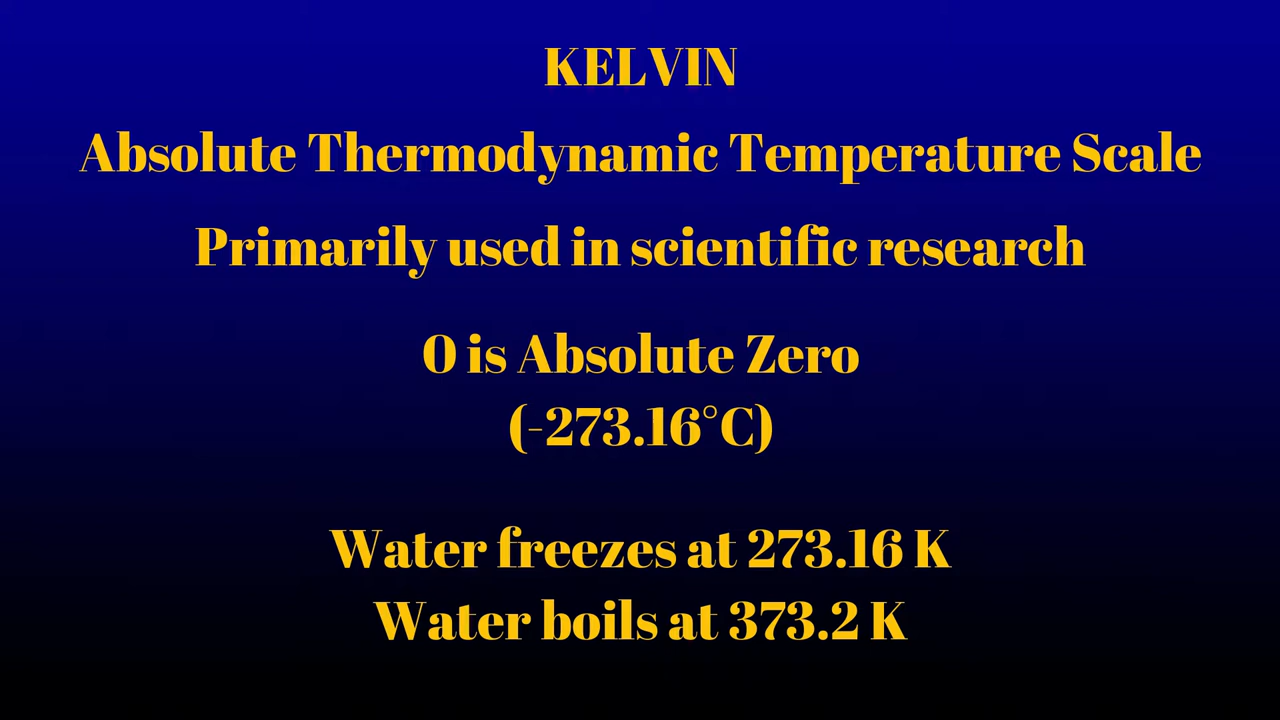 KELVIN
Absolute Thermodynamic Temperature Scale
Primarily used in scientific research
0 is Absolute Zero
(-273.16°C)
Water freezes at 273.16 K
Water boils at 373.2 K